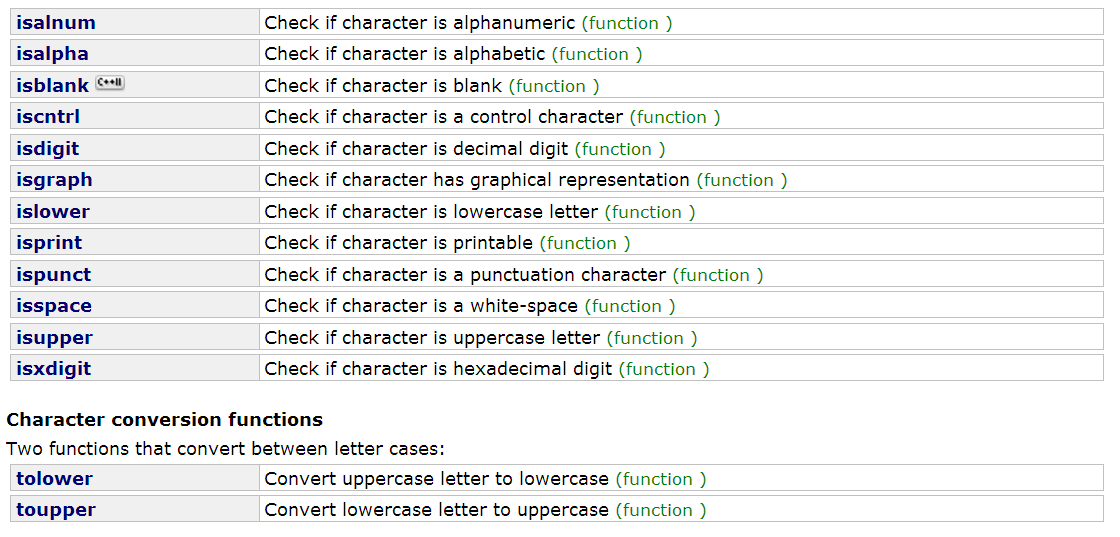 isalnum Check if character is alphanumeric (function )
isalpha Check if character is alphabetic (function )
isblank C++11 Check if character is blank (function )
iscntrl Check if character is a control character (function )
isdigit Check if character is decimal digit (function )
isgraph Check if character has graphical representation (function )
islower Check if character is lowercase letter (function )
isprint Check if character is printable (function )
ispunct Check if character is a punctuation character (function )
isspace Check if character is a white-space (function )
isupper Check if character is uppercase letter (function )
isxdigit Check if character is hexadecimal digit (function )
Character conversion functions
Two functions that convert between letter cases:
tolower Convert uppercase letter to lowercase (function )
toupper Convert lowercase letter to uppercase (function )